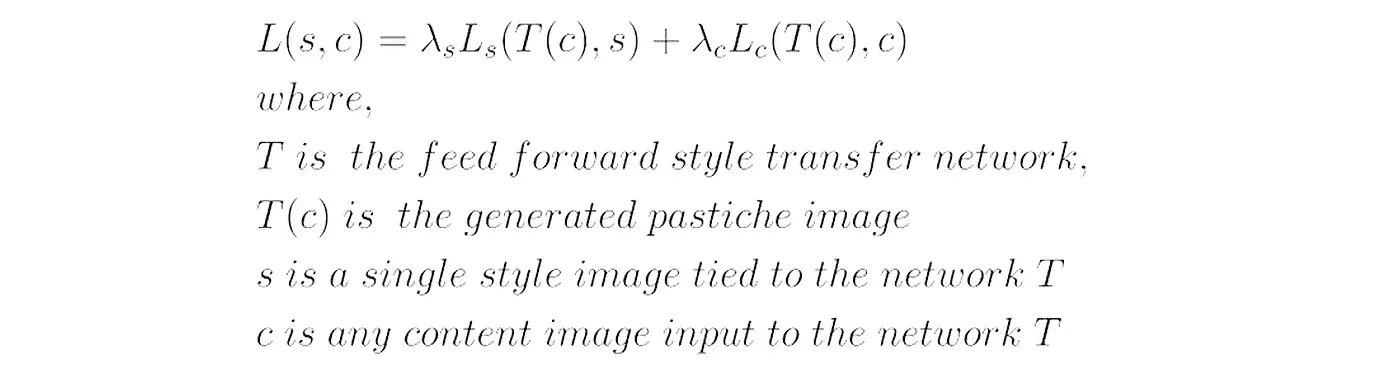 L(s, c) = λ_s L_s(T(c), s) + λ_c L_c(T(c), c)
where,
T is the feed forward style transfer network,
T(c) is the generated pastiche image
s is a single style image tied to the network T
c is any content image input to the network T